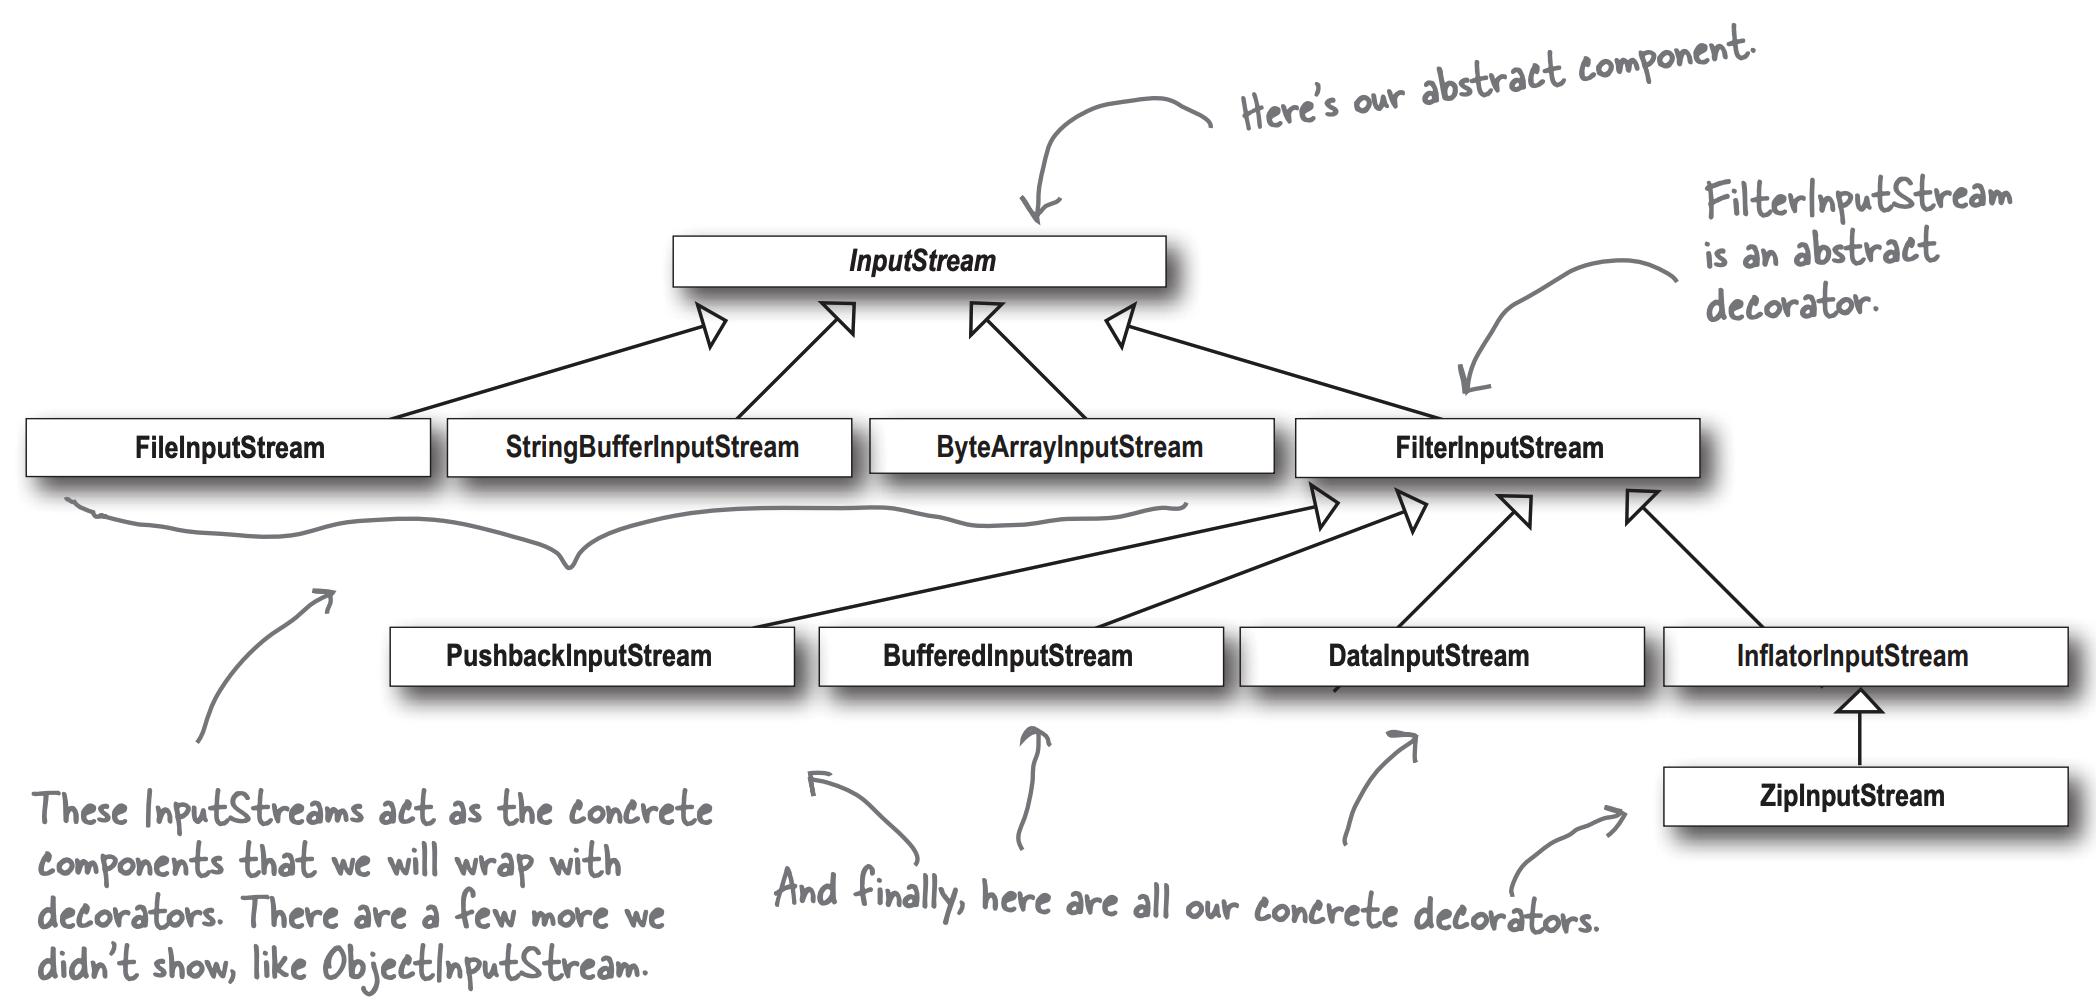 Here's our abstract component.
FilterInputStream
is an abstract
decorator.
InputStream
FileInputStream
StringBufferInputStream
ByteArrayInputStream
FilterInputStream
PushbackInputStream
BufferedInputStream
DataInputStream
InflatorInputStream
ZipInputStream
These InputStreams act as the concrete
components that we will wrap with
decorators. There are a few more we
didn't show, like ObjectInputStream.
And finally, here are all our concrete decorators.